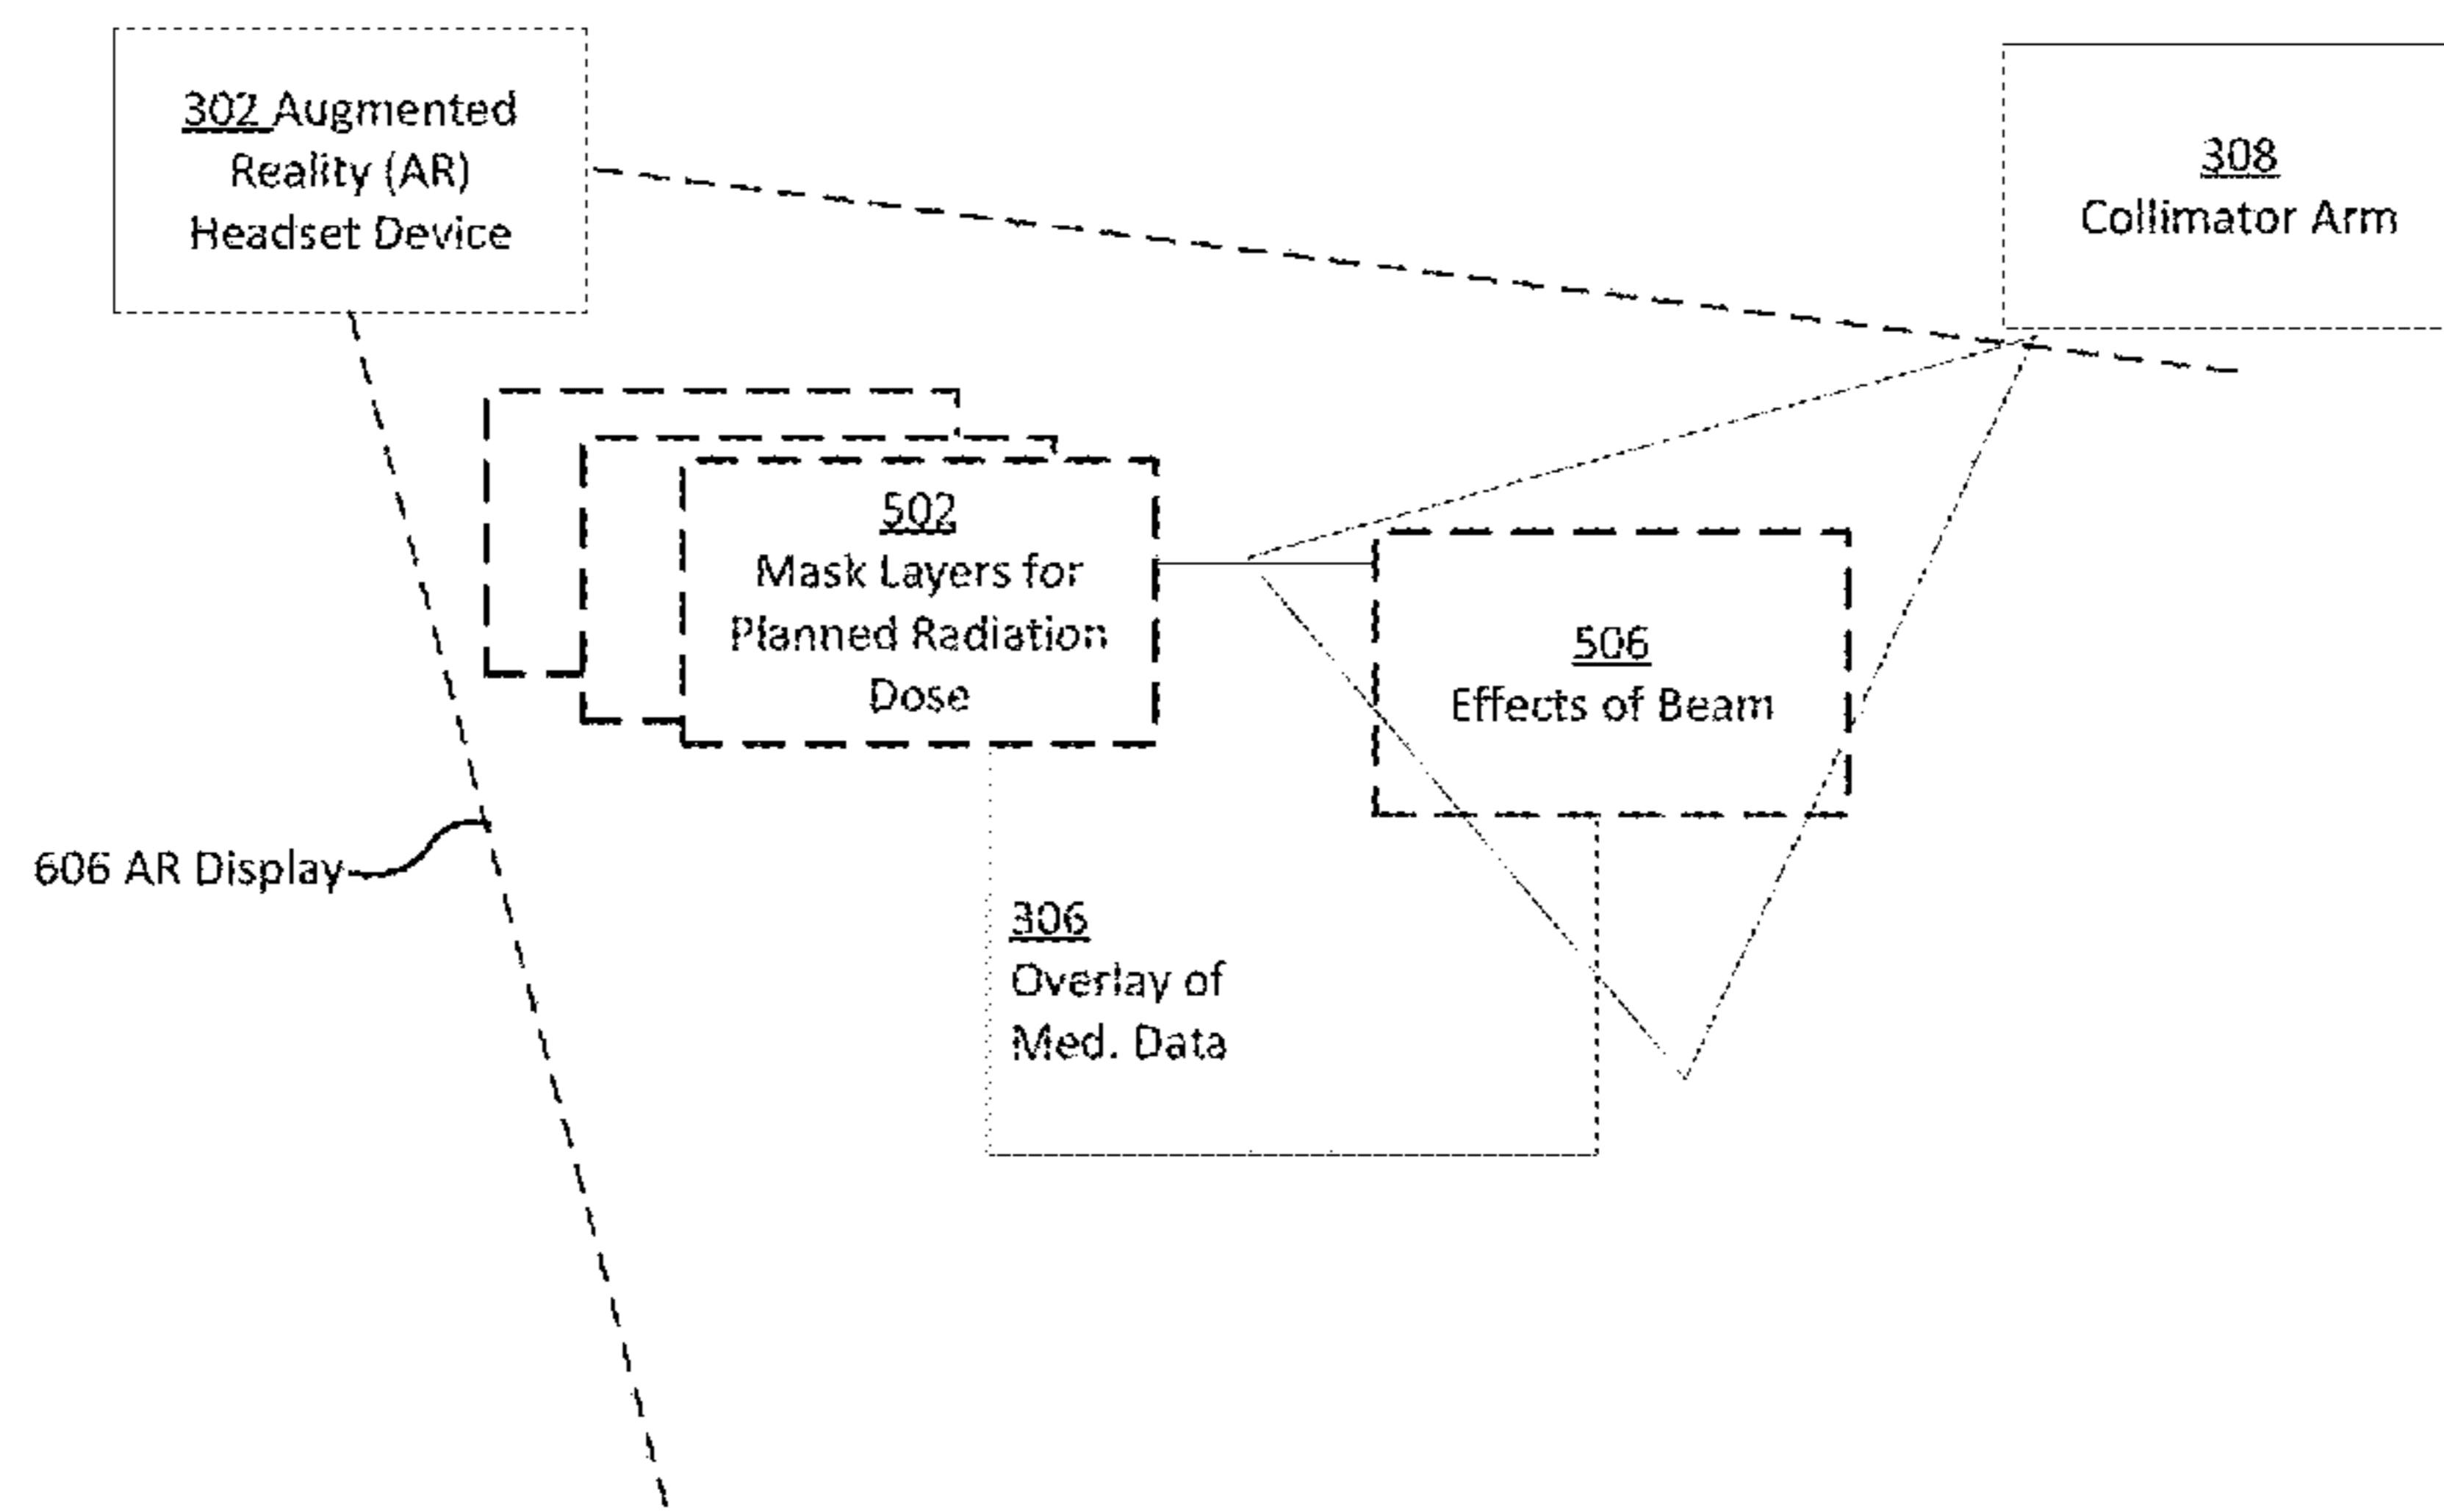 302 Augmented
Reality (AR)
Headset Device
308
Collimator Arm
502
Mask Layers for
Planned Radiation
Dose
506
Effects of Beam
606 AR Display
306
Overlay of
Med. Data